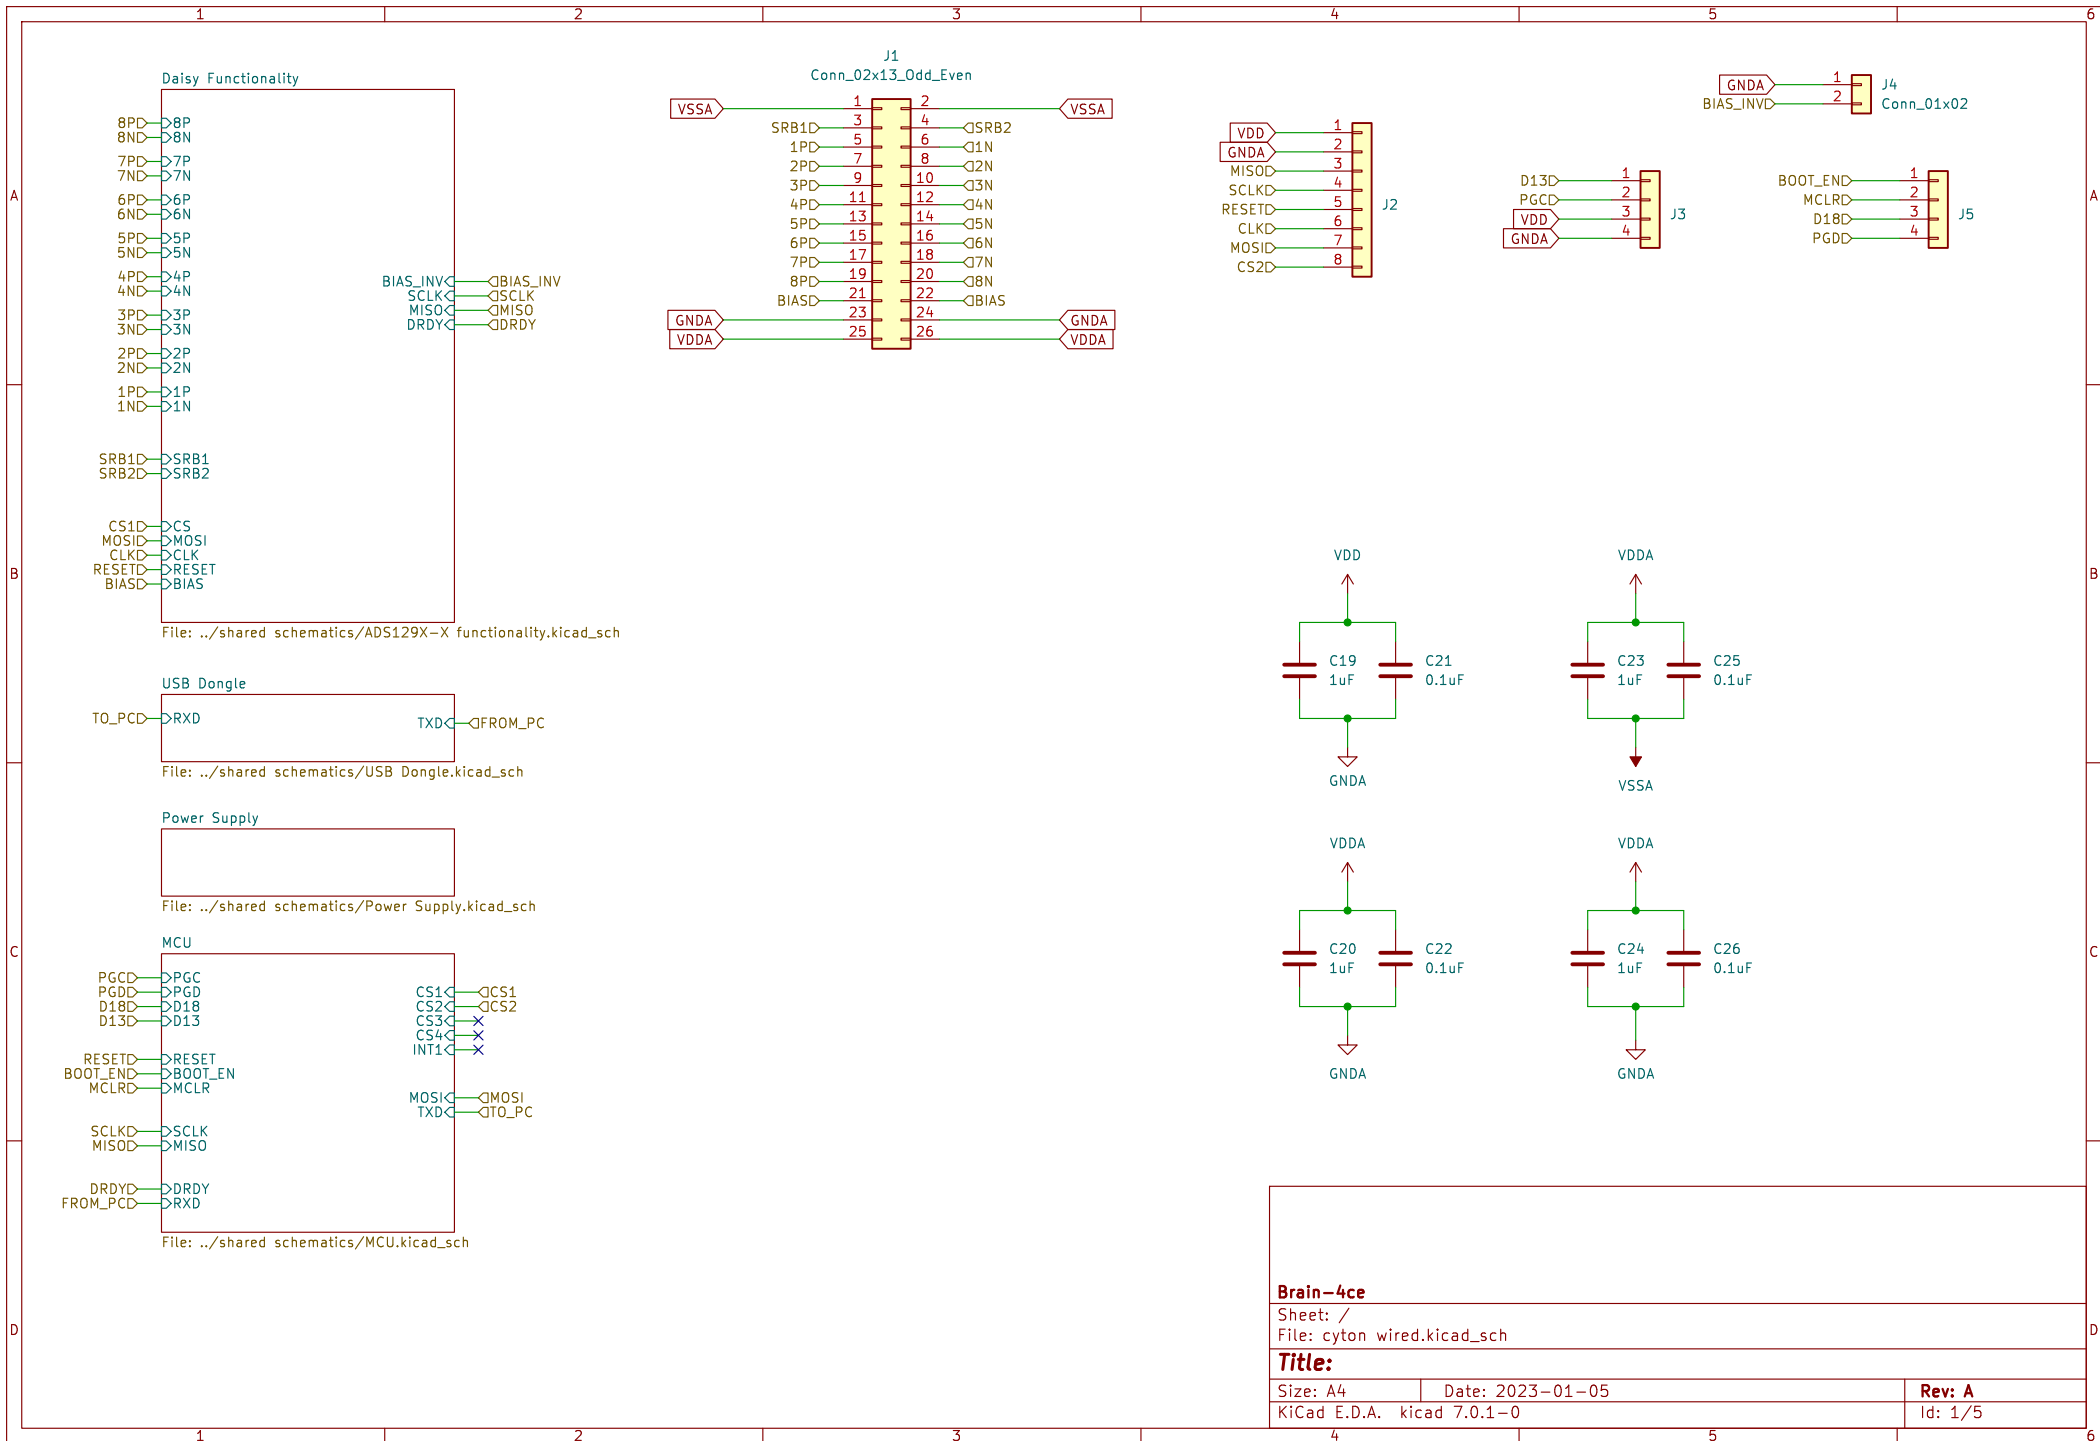 1 2 3 4 5 6
A
B
C
D
Daisy Functionality
8P 8P
8N 8N
7P 7P
7N 7N
6P 6P
6N 6N
5P 5P
5N 5N
4P 4P
4N 4N
3P 3P
3N 3N
2P 2P
2N 2N
1P 1P
1N 1N
SRB1 SRB1
SRB2 SRB2
CS1 CS
MOSI MOSI
CLK CLK
RESET RESET
BIAS BIAS
BIAS_INV BIAS_INV
SCLK SCLK
MISO MISO
DRDY DRDY
File: ../shared schematics/ADS129X-X functionality.kicad_sch
USB Dongle
TO_PC RXD
TXD FROM_PC
File: ../shared schematics/USB Dongle.kicad_sch
Power Supply
File: ../shared schematics/Power Supply.kicad_sch
MCU
PGC PGC
PGD PGD
D18 D18
D13 D13
RESET RESET
BOOT_EN BOOT_EN
MCLR MCLR
SCLK SCLK
MISO MISO
DRDY DRDY
FROM_PC RXD
CS1 CS1
CS2 CS2
CS3
CS4
INT1
MOSI MOSI
TXD TO_PC
File: ../shared schematics/MCU.kicad_sch
J1
Conn_02x13_Odd_Even
VSSA 1 2 VSSA
SRB1 3 4 SRB2
1P 5 6 1N
2P 7 8 2N
3P 9 10 3N
4P 11 12 4N
5P 13 14 5N
6P 15 16 6N
7P 17 18 7N
8P 19 20 8N
BIAS 21 22 BIAS
GNDA 23 24 GNDA
VDDA 25 26 VDDA
VDD 1
GNDA 2
MISO 3
SCLK 4
RESET 5
CLK 6
MOSI 7
CS2 8
J2
D13 1
PGC 2
VDD 3
GNDA 4
J3
GNDA 1
BIAS_INV 2
J4
Conn_01x02
BOOT_EN 1
MCLR 2
D18 3
PGD 4
J5
VDD
C19
1uF
C21
0.1uF
GNDA
VDDA
C23
1uF
C25
0.1uF
VSSA
VDDA
C20
1uF
C22
0.1uF
GNDA
VDDA
C24
1uF
C26
0.1uF
GNDA
Brain-4ce
Sheet: /
File: cyton wired.kicad_sch
Title:
Size: A4 Date: 2023-01-05 Rev: A
KiCad E.D.A. kicad 7.0.1-0 Id: 1/5
A
B
C
D
1 2 3 4 5 6